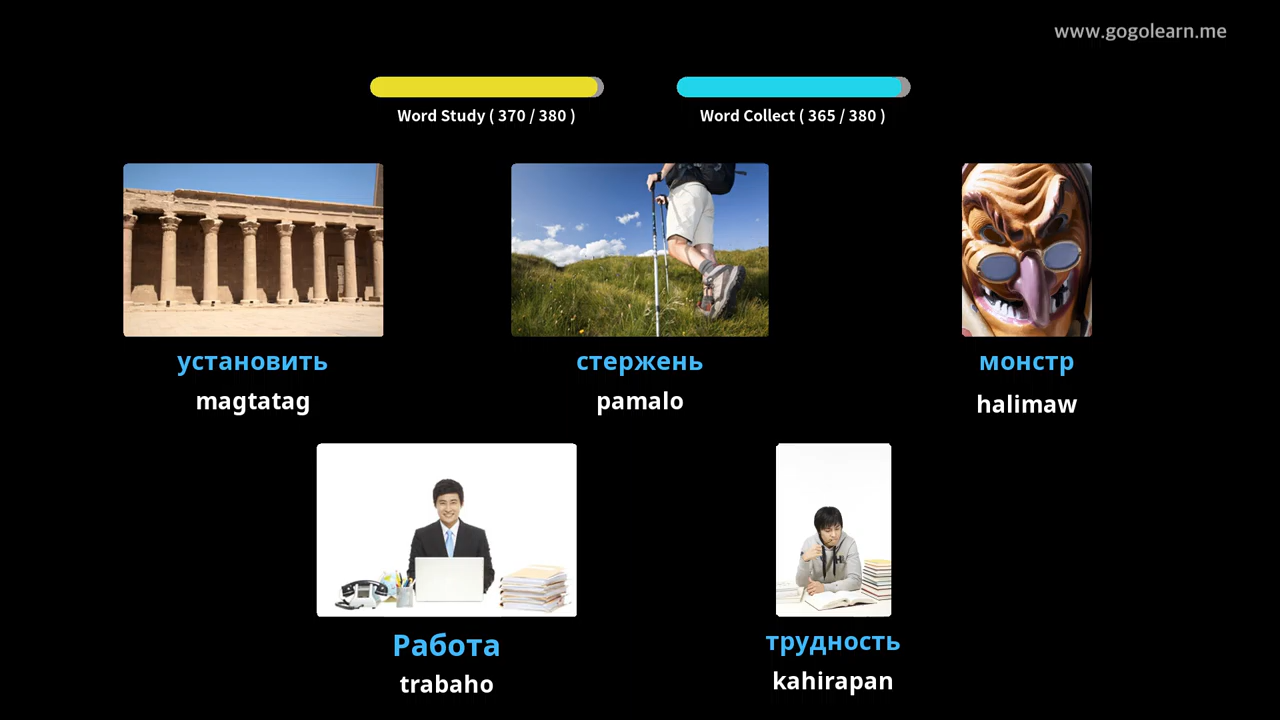 www.gogolearn.me
Word Study ( 370 / 380 )
Word Collect ( 365 / 380 )
установить
magtatag
стержень
pamalo
монстр
halimaw
Работа
trabaho
трудность
kahirapan